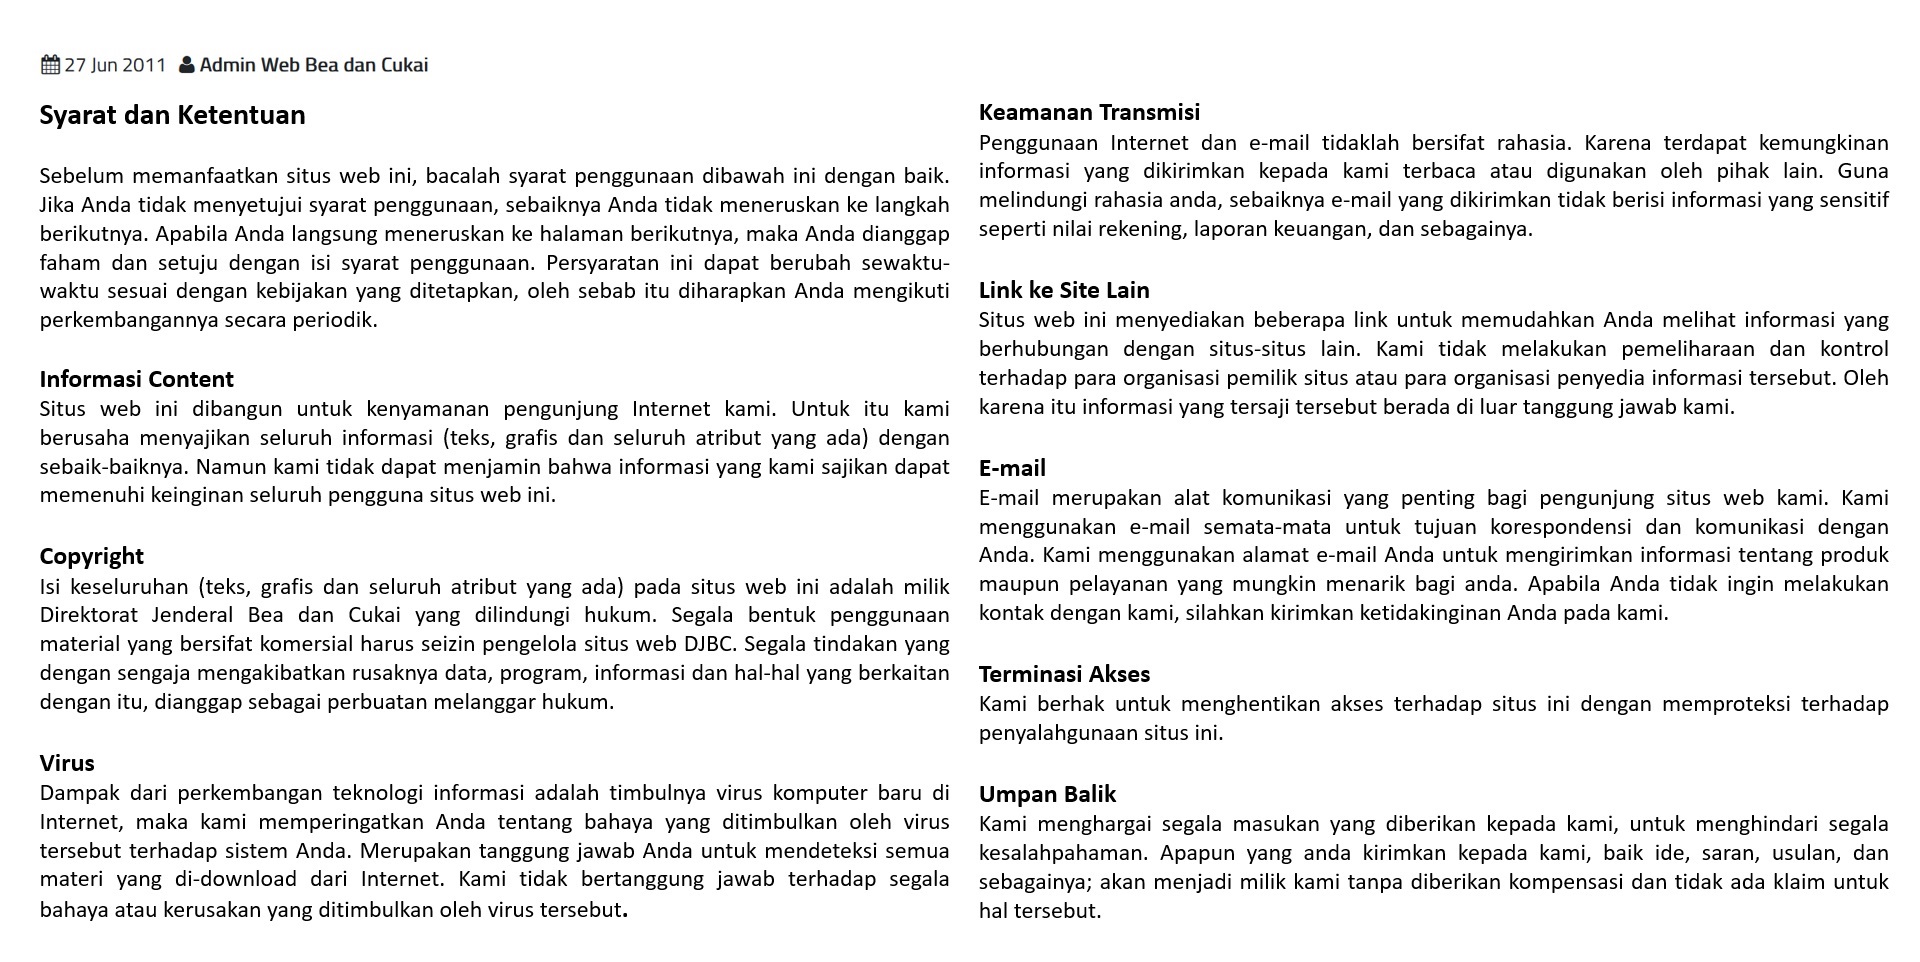 27 Jun 2011 Admin Web Bea dan Cukai
Syarat dan Ketentuan
Sebelum memanfaatkan situs web ini, bacalah syarat penggunaan dibawah ini dengan baik.
Jika Anda tidak menyetujui syarat penggunaan, sebaiknya Anda tidak meneruskan ke langkah
berikutnya. Apabila Anda langsung meneruskan ke halaman berikutnya, maka Anda dianggap
faham dan setuju dengan isi syarat penggunaan. Persyaratan ini dapat berubah sewaktu-
waktu sesuai dengan kebijakan yang ditetapkan, oleh sebab itu diharapkan Anda mengikuti
perkembangannya secara periodik.
Informasi Content
Situs web ini dibangun untuk kenyamanan pengunjung Internet kami. Untuk itu kami
berusaha menyajikan seluruh informasi (teks, grafis dan seluruh atribut yang ada) dengan
sebaik-baiknya. Namun kami tidak dapat menjamin bahwa informasi yang kami sajikan dapat
memenuhi keinginan seluruh pengguna situs web ini.
Copyright
Isi keseluruhan (teks, grafis dan seluruh atribut yang ada) pada situs web ini adalah milik
Direktorat Jenderal Bea dan Cukai yang dilindungi hukum. Segala bentuk penggunaan
material yang bersifat komersial harus seizin pengelola situs web DJBC. Segala tindakan yang
dengan sengaja mengakibatkan rusaknya data, program, informasi dan hal-hal yang berkaitan
dengan itu, dianggap sebagai perbuatan melanggar hukum.
Virus
Dampak dari perkembangan teknologi informasi adalah timbulnya virus komputer baru di
Internet, maka kami memperingatkan Anda tentang bahaya yang ditimbulkan oleh virus
tersebut terhadap sistem Anda. Merupakan tanggung jawab Anda untuk mendeteksi semua
materi yang di-download dari Internet. Kami tidak bertanggung jawab terhadap segala
bahaya atau kerusakan yang ditimbulkan oleh virus tersebut.
Keamanan Transmisi
Penggunaan Internet dan e-mail tidaklah bersifat rahasia. Karena terdapat kemungkinan
informasi yang dikirimkan kepada kami terbaca atau digunakan oleh pihak lain. Guna
melindungi rahasia anda, sebaiknya e-mail yang dikirimkan tidak berisi informasi yang sensitif
seperti nilai rekening, laporan keuangan, dan sebagainya.
Link ke Site Lain
Situs web ini menyediakan beberapa link untuk memudahkan Anda melihat informasi yang
berhubungan dengan situs-situs lain. Kami tidak melakukan pemeliharaan dan kontrol
terhadap para organisasi pemilik situs atau para organisasi penyedia informasi tersebut. Oleh
karena itu informasi yang tersaji tersebut berada di luar tanggung jawab kami.
E-mail
E-mail merupakan alat komunikasi yang penting bagi pengunjung situs web kami. Kami
menggunakan e-mail semata-mata untuk tujuan korespondensi dan komunikasi dengan
Anda. Kami menggunakan alamat e-mail Anda untuk mengirimkan informasi tentang produk
maupun pelayanan yang mungkin menarik bagi anda. Apabila Anda tidak ingin melakukan
kontak dengan kami, silahkan kirimkan ketidakinginan Anda pada kami.
Terminasi Akses
Kami berhak untuk menghentikan akses terhadap situs ini dengan memproteksi terhadap
penyalahgunaan situs ini.
Umpan Balik
Kami menghargai segala masukan yang diberikan kepada kami, untuk menghindari segala
kesalahpahaman. Apapun yang anda kirimkan kepada kami, baik ide, saran, usulan, dan
sebagainya; akan menjadi milik kami tanpa diberikan kompensasi dan tidak ada klaim untuk
hal tersebut.